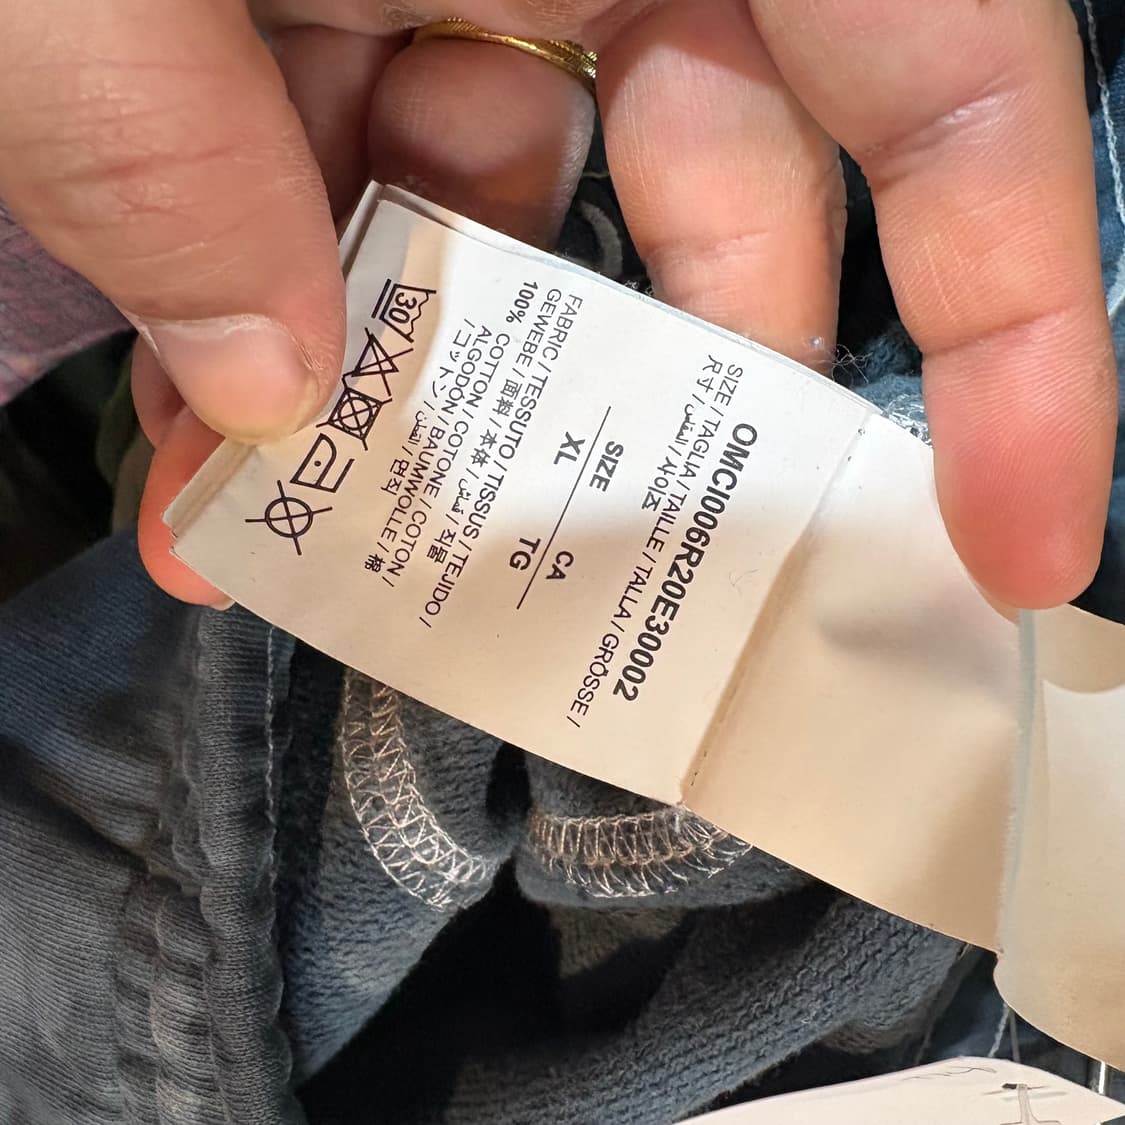 OMCI006R20E30002
SIZE / TAGLIA / TAILLE / TALLA / GRÖSSE /
尺寸 / المقاس / 사이즈
SIZE CA
XL TG
FABRIC / TESSUTO / TISSUS / TEJIDO /
GEWEBE / 面料 / 本体 / قماش / 직물
100% COTTON / COTONE / COTON /
ALGODÓN / BAUMWOLLE / 棉
/ コットン / القطن / 면직
30